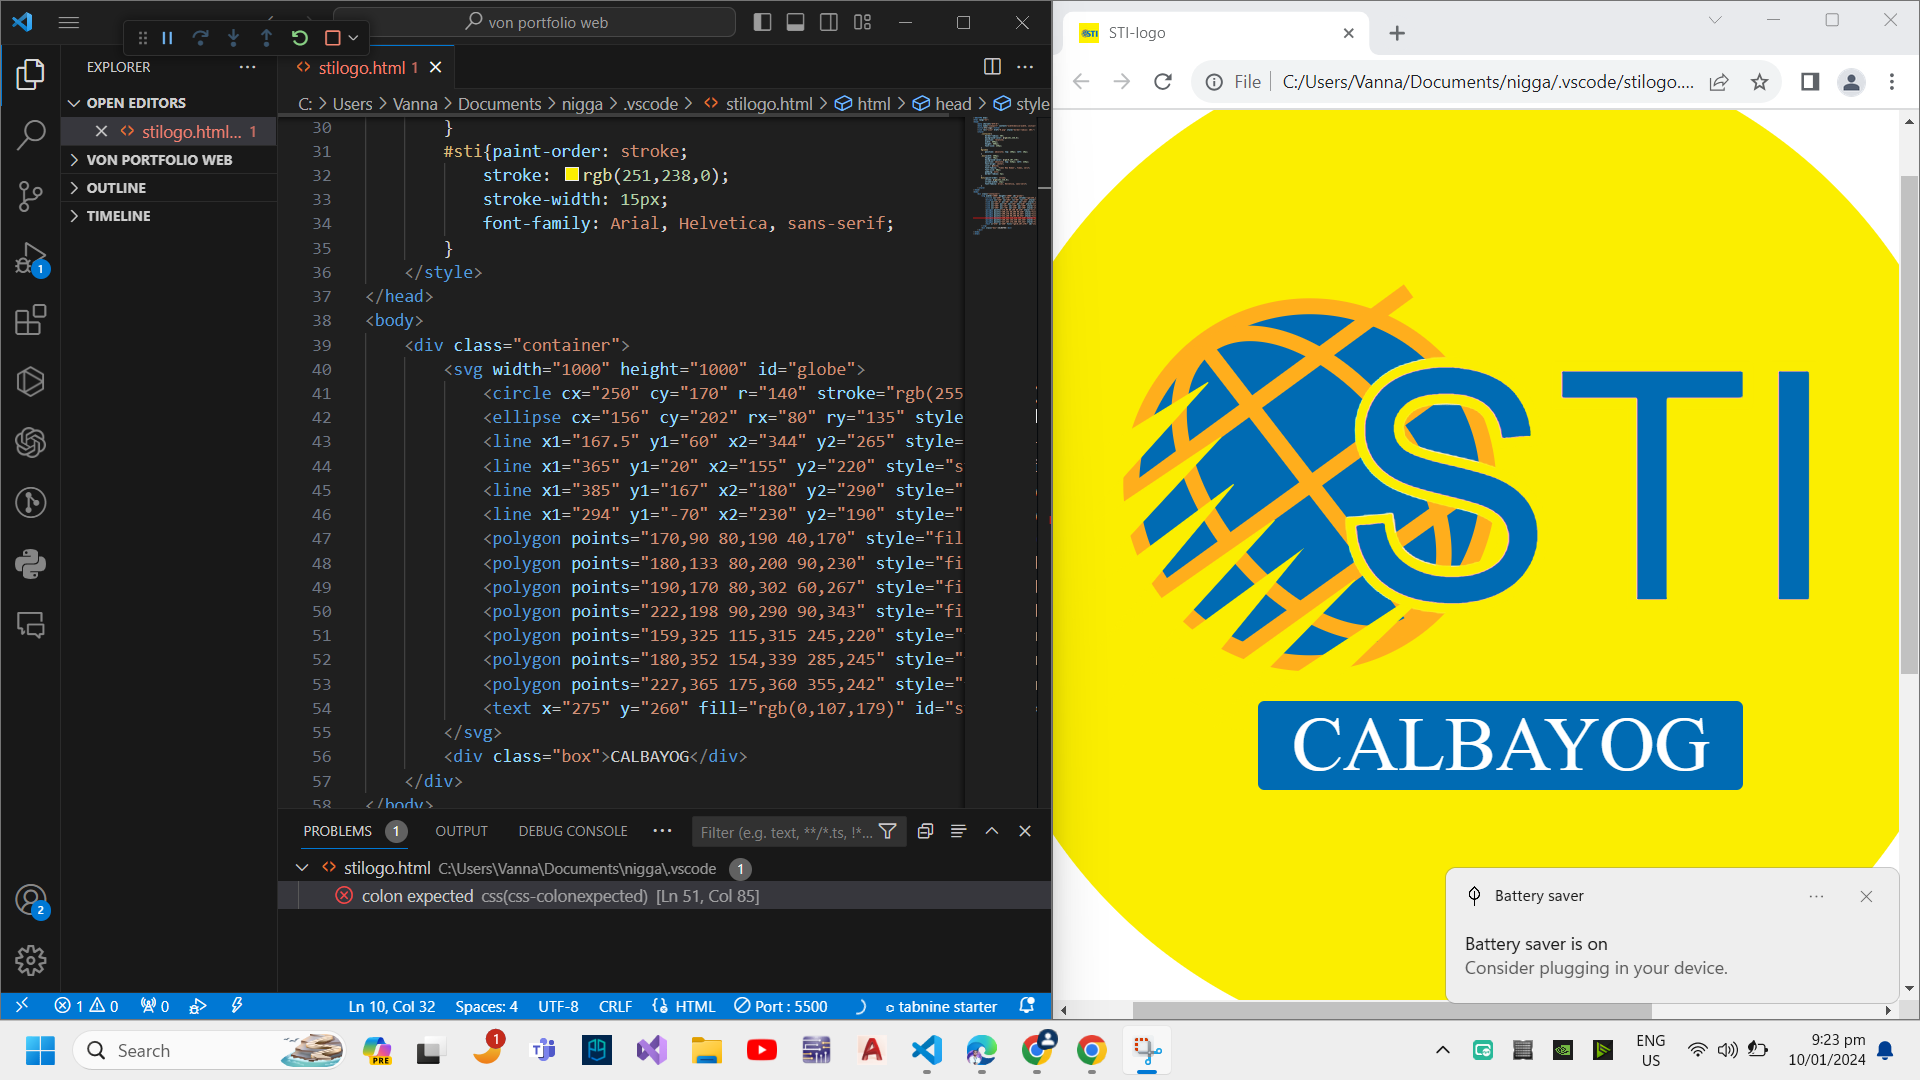 von portfolio web
EXPLORER
OPEN EDITORS
stilogo.html... 1
VON PORTFOLIO WEB
OUTLINE
TIMELINE
1
2
stilogo.html 1
C: > Users > Vanna > Documents > nigga > .vscode > stilogo.html > html > head > style
30 }
31 #sti{paint-order: stroke;
32 stroke: rgb(251,238,0);
33 stroke-width: 15px;
34 font-family: Arial, Helvetica, sans-serif;
35 }
36 </style>
37 </head>
38 <body>
39 <div class="container">
40 <svg width="1000" height="1000" id="globe">
41 <circle cx="250" cy="170" r="140" stroke="rgb(255
42 <ellipse cx="156" cy="202" rx="80" ry="135" style
43 <line x1="167.5" y1="60" x2="344" y2="265" style=
44 <line x1="365" y1="20" x2="155" y2="220" style="s
45 <line x1="385" y1="167" x2="180" y2="290" style="
46 <line x1="294" y1="-70" x2="230" y2="190" style="
47 <polygon points="170,90 80,190 40,170" style="fil
48 <polygon points="180,133 80,200 90,230" style="fi
49 <polygon points="190,170 80,302 60,267" style="fi
50 <polygon points="222,198 90,290 90,343" style="fi
51 <polygon points="159,325 115,315 245,220" style="
52 <polygon points="180,352 154,339 285,245" style="
53 <polygon points="227,365 175,360 355,242" style="
54 <text x="275" y="260" fill="rgb(0,107,179)" id="s
55 </svg>
56 <div class="box">CALBAYOG</div>
57 </div>
58 </body>
PROBLEMS 1 OUTPUT DEBUG CONSOLE ··· Filter (e.g. text, **/*.ts, !*...
stilogo.html C:\Users\Vanna\Documents\nigga\.vscode 1
colon expected css(css-colonexpected) [Ln 51, Col 85]
1 0 0 Ln 10, Col 32 Spaces: 4 UTF-8 CRLF HTML Port : 5500 tabnine starter
STI STI-logo
File C:/Users/Vanna/Documents/nigga/.vscode/stilogo....
STI
CALBAYOG
Battery saver
Battery saver is on
Consider plugging in your device.
Search
PRE
1
ENG
US
9:23 pm
10/01/2024